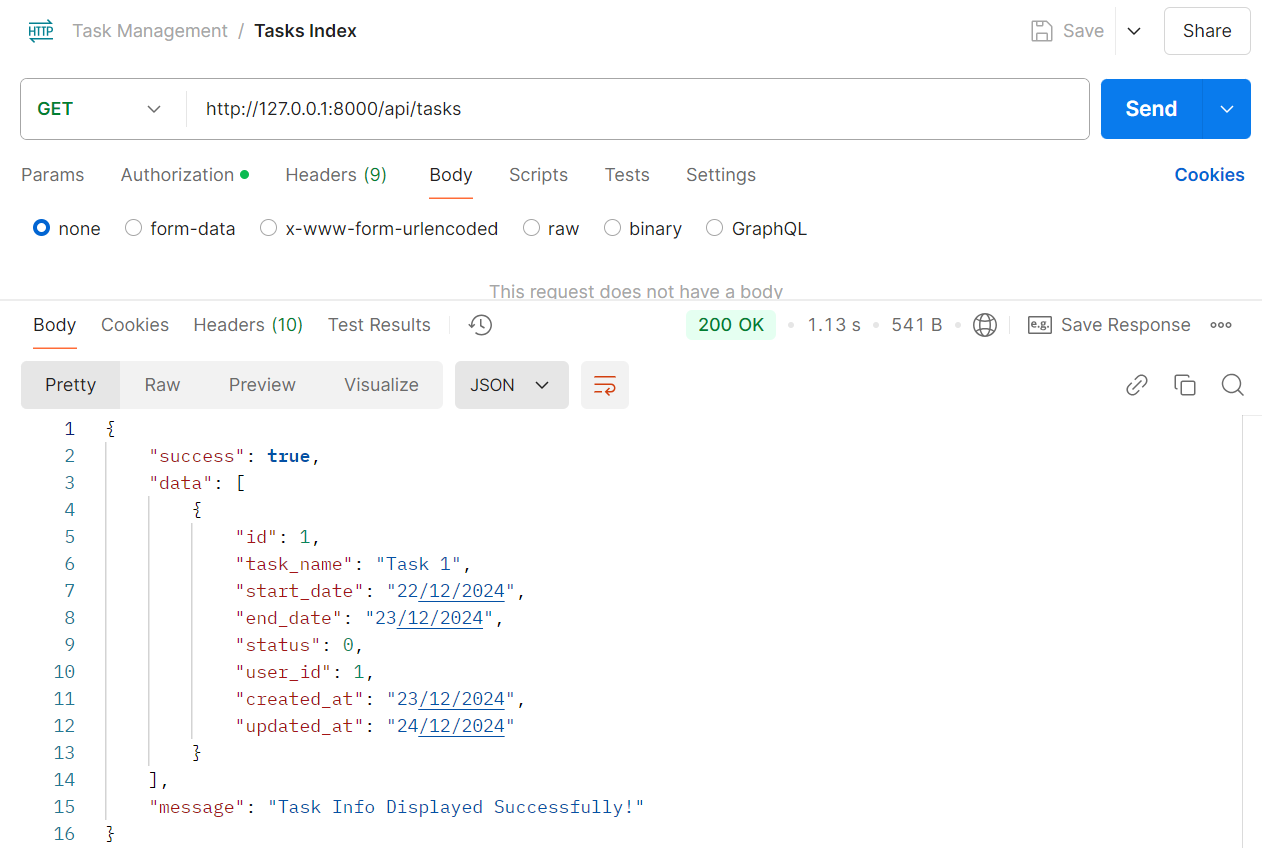 HTTP Task Management / Tasks Index Save Share
GET http://127.0.0.1:8000/api/tasks Send
Params Authorization Headers (9) Body Scripts Tests Settings Cookies
none form-data x-www-form-urlencoded raw binary GraphQL
This request does not have a body
Body Cookies Headers (10) Test Results 200 OK 1.13 s 541 B e.g. Save Response
Pretty Raw Preview Visualize JSON
1 {
2 "success": true,
3 "data": [
4 {
5 "id": 1,
6 "task_name": "Task 1",
7 "start_date": "22/12/2024",
8 "end_date": "23/12/2024",
9 "status": 0,
10 "user_id": 1,
11 "created_at": "23/12/2024",
12 "updated_at": "24/12/2024"
13 }
14 ],
15 "message": "Task Info Displayed Successfully!"
16 }